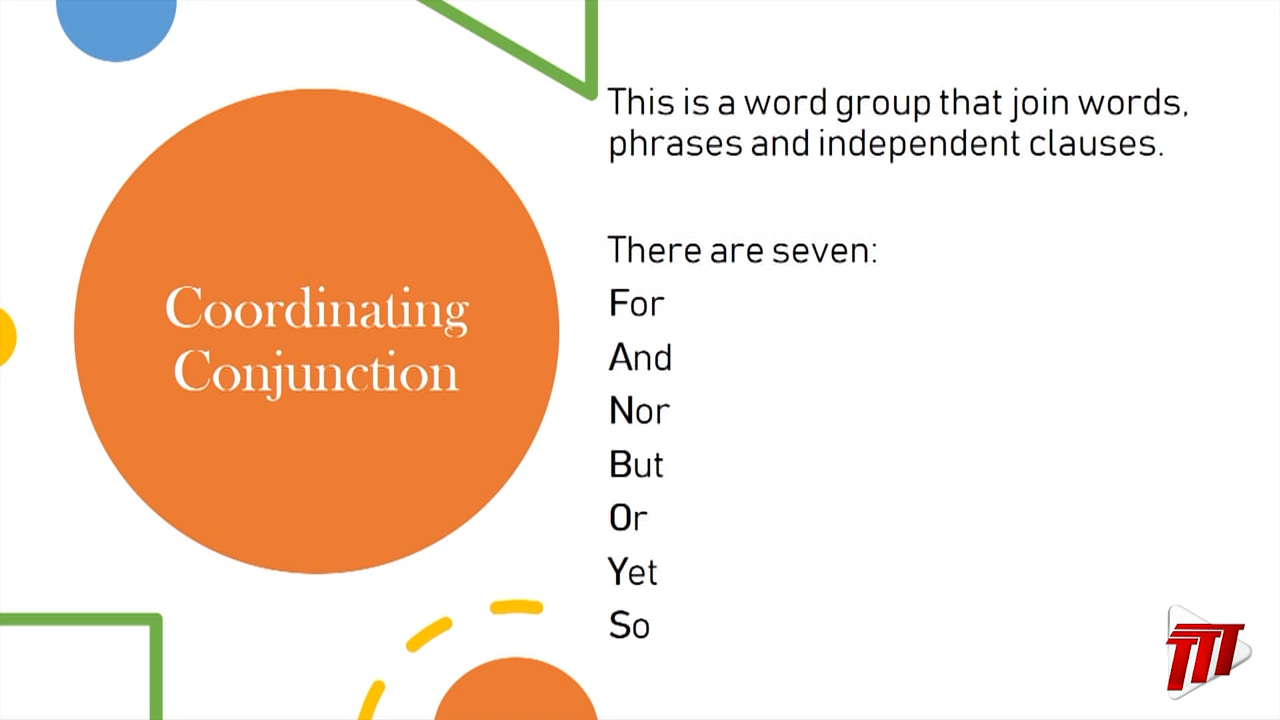 Coordinating
Conjunction
This is a word group that join words,
phrases and independent clauses.
There are seven:
For
And
Nor
But
Or
Yet
So
TTT